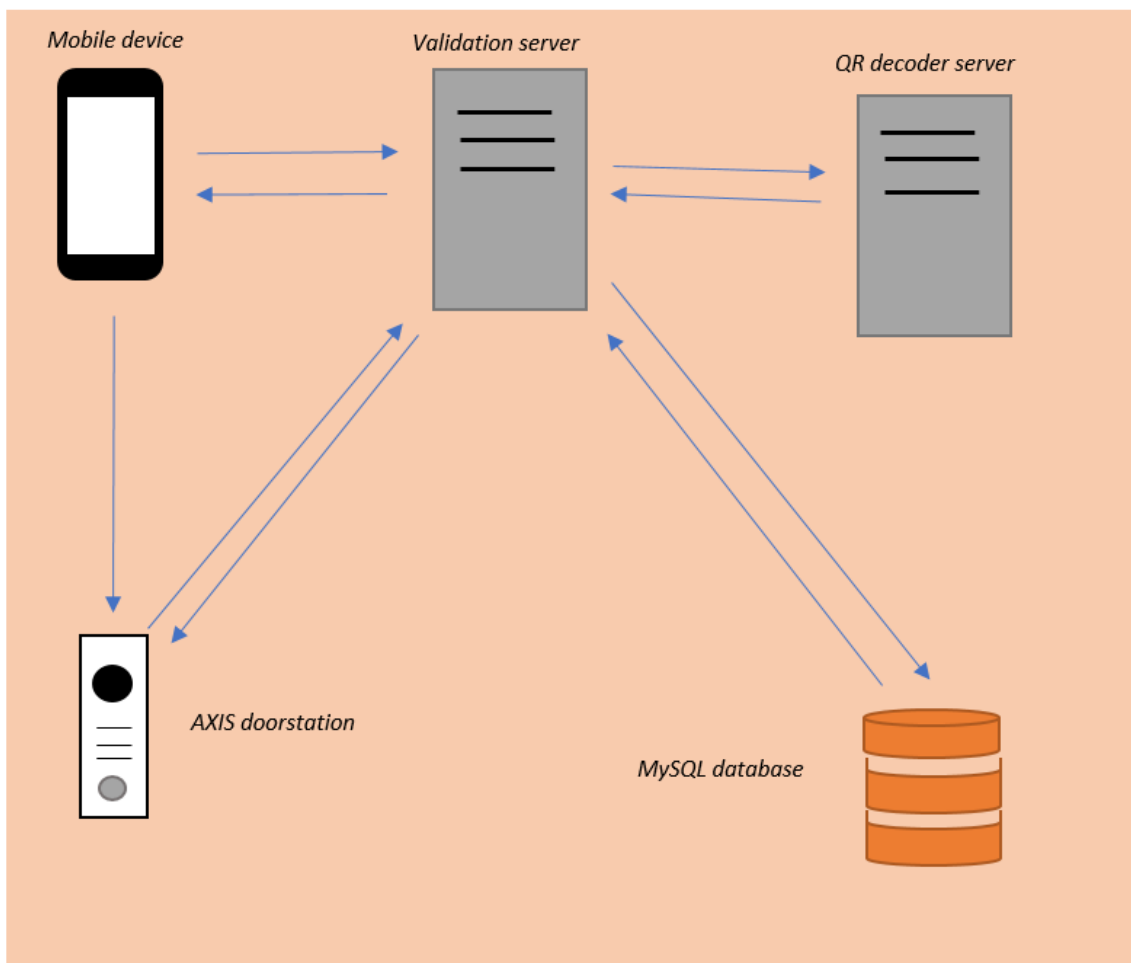 Mobile device
Validation server
QR decoder server
AXIS doorstation
MySQL database